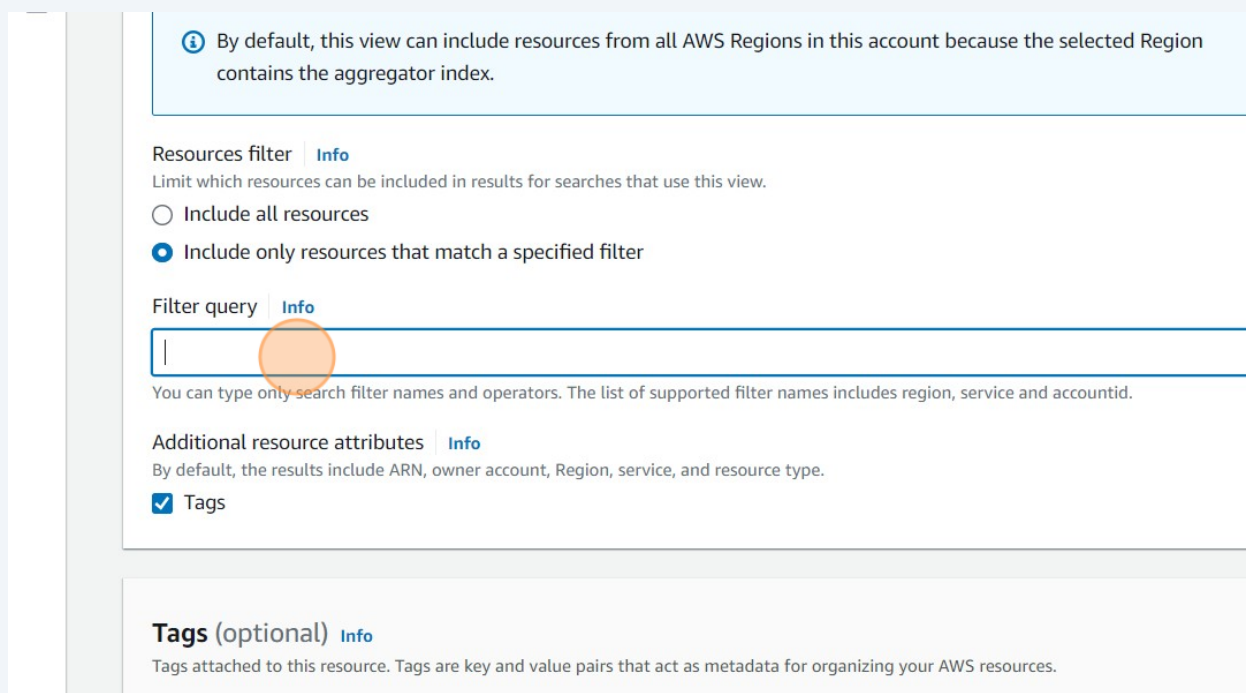 By default, this view can include resources from all AWS Regions in this account because the selected Region
contains the aggregator index.
Resources filter Info
Limit which resources can be included in results for searches that use this view.
Include all resources
Include only resources that match a specified filter
Filter query Info
You can type only search filter names and operators. The list of supported filter names includes region, service and accountid.
Additional resource attributes Info
By default, the results include ARN, owner account, Region, service, and resource type.
Tags
Tags (optional) Info
Tags attached to this resource. Tags are key and value pairs that act as metadata for organizing your AWS resources.